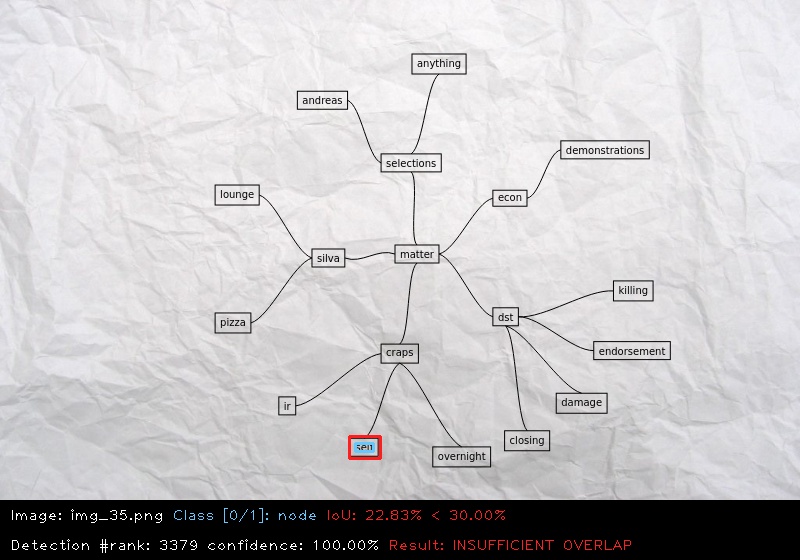 anything
andreas
demonstrations
selections
lounge
econ
matter
silva
killing
dst
pizza
endorsement
craps
damage
ir
closing
sen
overnight
Image: img_35.png Class [0/1]: node IoU: 22.83% < 30.00%
Detection #rank: 3379 confidence: 100.00% Result: INSUFFICIENT OVERLAP